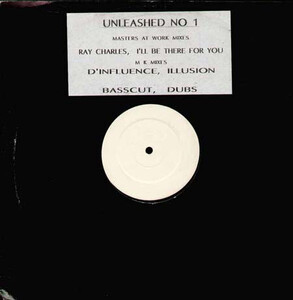 UNLEASHED NO 1
MASTERS AT WORK MIXES
RAY CHARLES, I'LL BE THERE FOR YOU
M K MIXES
D'INFLUENCE, ILLUSION
BASSCUT, DUBS